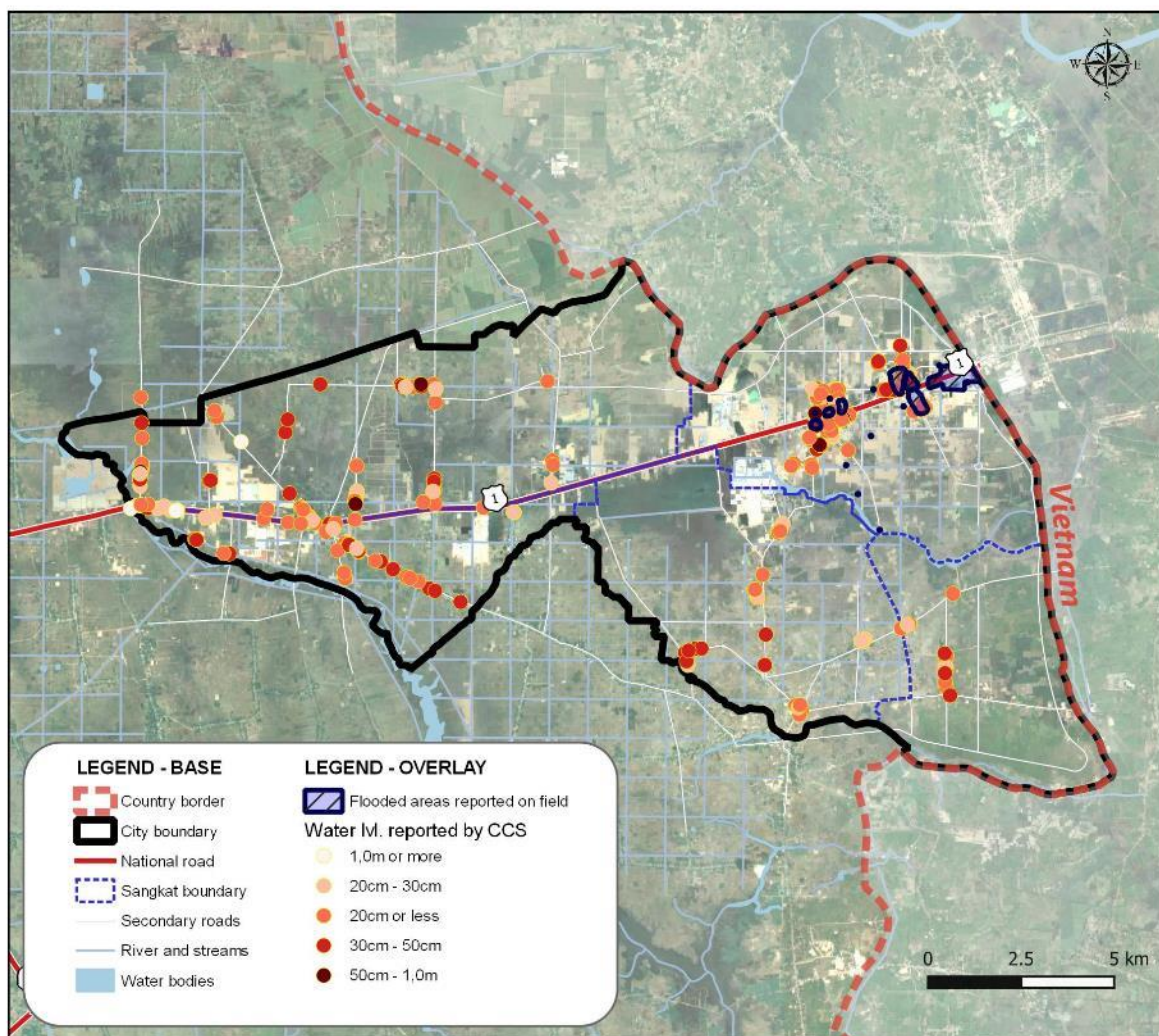 N
W E
S
1
1
Vietnam
LEGEND - BASE
Country border
City boundary
National road
Sangkat boundary
Secondary roads
River and streams
Water bodies
LEGEND - OVERLAY
Flooded areas reported on field
Water lvl. reported by CCS
1,0m or more
20cm - 30cm
20cm or less
30cm - 50cm
50cm - 1,0m
0 2.5 5 km